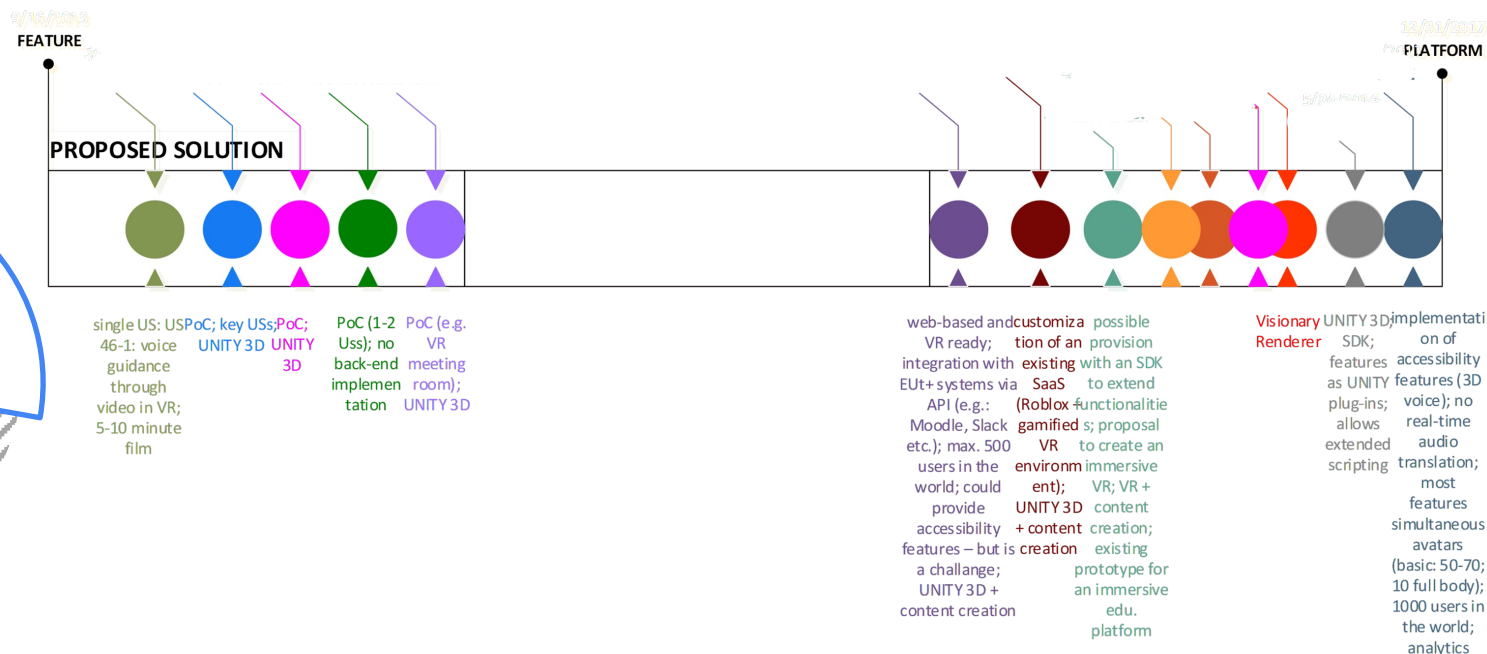 FEATURE
PLATFORM
PROPOSED SOLUTION
single US: US
46-1: voice
guidance
through
video in VR;
5-10 minute
film
PoC; key USs;
UNITY 3D
PoC;
UNITY
3D
PoC (1-2
Uss); no
back-end
implemen
tation
PoC (e.g.
VR
meeting
room);
UNITY 3D
web-based and
VR ready;
integration with
EUt+ systems via
API (e.g.:
Moodle, Slack
etc.); max. 500
users in the
world; could
provide
accessibility
features – but is
a challange;
UNITY 3D +
content creation
customiza
tion of an
existing
SaaS
(Roblox +
gamified
VR
environm
ent);
UNITY 3D
+ content
creation
possible
provision
with an SDK
to extend
functionalitie
s; proposal
to create an
immersive
VR; VR +
content
creation;
existing
prototype for
an immersive
edu.
platform
Visionary
Renderer
UNITY 3D;
SDK;
features
as UNITY
plug-ins;
allows
extended
scripting
implementati
on of
accessibility
features (3D
voice); no
real-time
audio
translation;
most
features
simultaneous
avatars
(basic: 50-70;
10 full body);
1000 users in
the world;
analytics